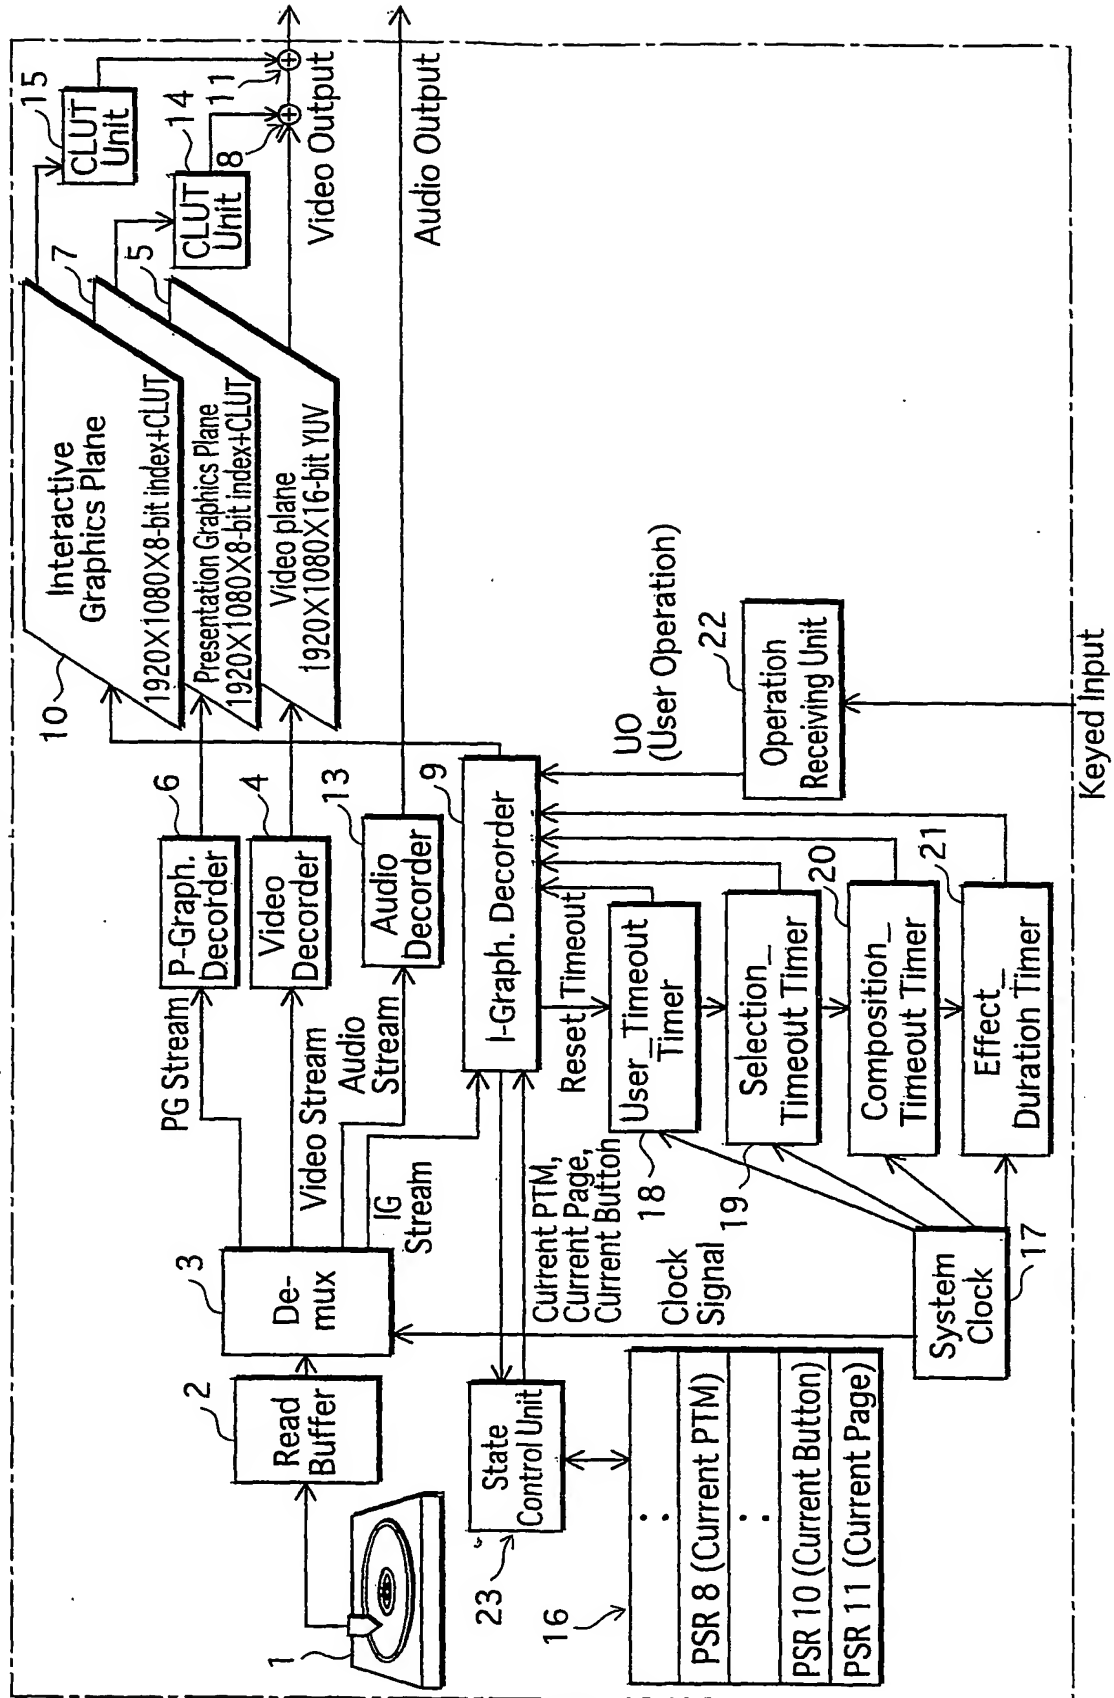 1
2
Read
Buffer
3
De-
mux
PG Stream
Video Stream
Audio
Stream
IG
Stream
6
P-Graph.
Decorder
4
Video
Decorder
13
Audio
Decorder
9
I-Graph. Decorder
10
Interactive
Graphics Plane
1920X1080X8-bit index+CLUT
7
Presentation Graphics Plane
1920X1080X8-bit index+CLUT
5
Video plane
1920X1080X16-bit YUV
15
CLUT
Unit
14
CLUT
Unit
11
8
Video Output
Audio Output
23
State
Control Unit
Current PTM,
Current Page,
Current Button
16
⋮
PSR 8 (Current PTM)
⋮
PSR 10 (Current Button)
PSR 11 (Current Page)
Clock
Signal
System
Clock
17
Reset Timeout
18
User_Timeout
Timer
19
Selection_
Timeout Timer
20
Composition_
Timeout Timer
21
Effect_
Duration Timer
UO
(User Operation)
22
Operation
Receiving Unit
Keyed Input